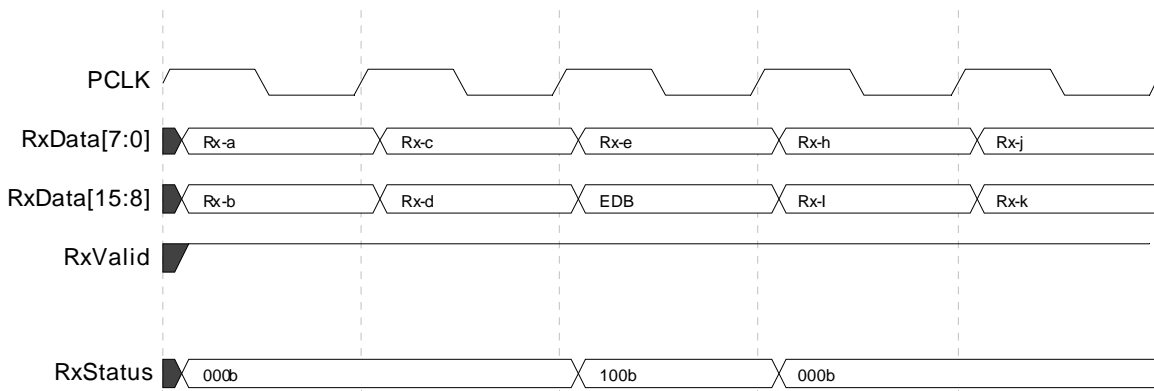 PCLK
RxData[7:0] Rx-a Rx-c Rx-e Rx-h Rx-j
RxData[15:8] Rx-b Rx-d EDB Rx-I Rx-k
RxValid
RxStatus 000b 100b 000b